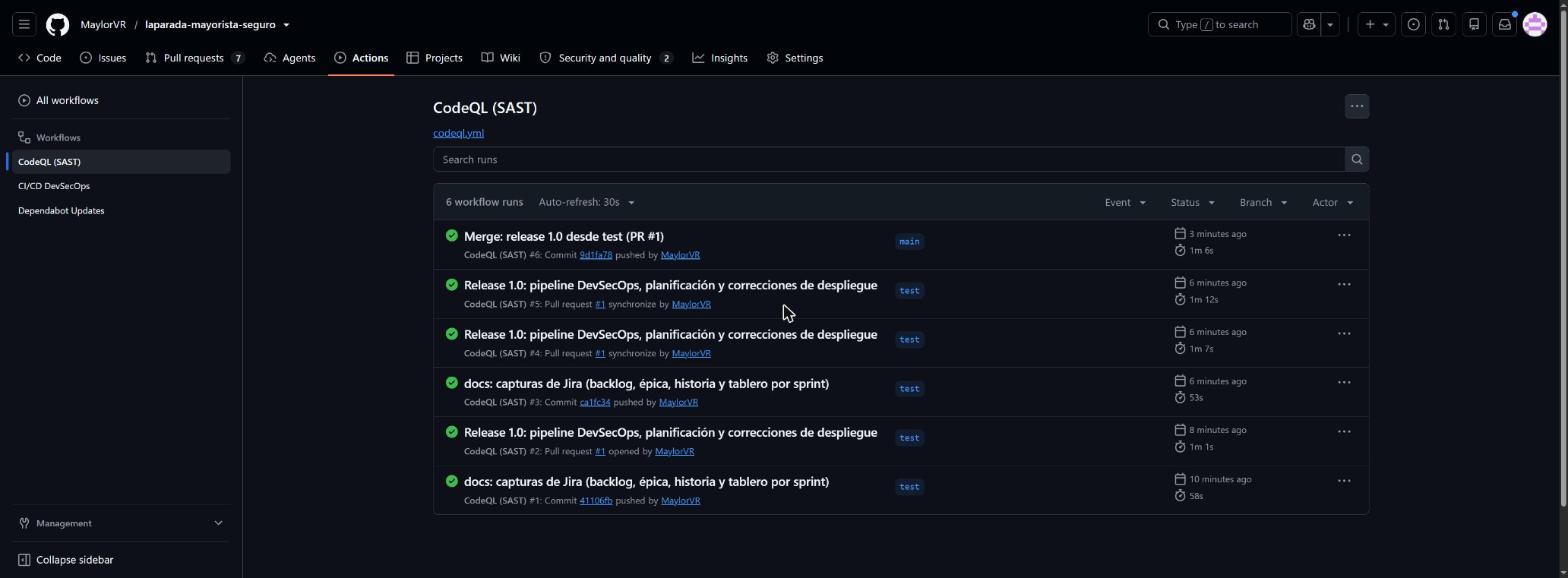 MaylorVR / laparada-mayorista-seguro
Type / to search
Code
Issues
Pull requests 7
Agents
Actions
Projects
Wiki
Security and quality 2
Insights
Settings
All workflows
Workflows
CodeQL (SAST)
CI/CD DevSecOps
Dependabot Updates
Management
Collapse sidebar
CodeQL (SAST)
codeql.yml
Search runs
6 workflow runs Auto-refresh: 30s Event Status Branch Actor
Merge: release 1.0 desde test (PR #1) main 3 minutes ago
CodeQL (SAST) #6: Commit 9d1fa78 pushed by MaylorVR 1m 6s
Release 1.0: pipeline DevSecOps, planificación y correcciones de despliegue test 6 minutes ago
CodeQL (SAST) #5: Pull request #1 synchronize by MaylorVR 1m 12s
Release 1.0: pipeline DevSecOps, planificación y correcciones de despliegue test 6 minutes ago
CodeQL (SAST) #4: Pull request #1 synchronize by MaylorVR 1m 7s
docs: capturas de Jira (backlog, épica, historia y tablero por sprint) test 6 minutes ago
CodeQL (SAST) #3: Commit ca1fc34 pushed by MaylorVR 53s
Release 1.0: pipeline DevSecOps, planificación y correcciones de despliegue test 8 minutes ago
CodeQL (SAST) #2: Pull request #1 opened by MaylorVR 1m 1s
docs: capturas de Jira (backlog, épica, historia y tablero por sprint) test 10 minutes ago
CodeQL (SAST) #1: Commit 41106fb pushed by MaylorVR 58s